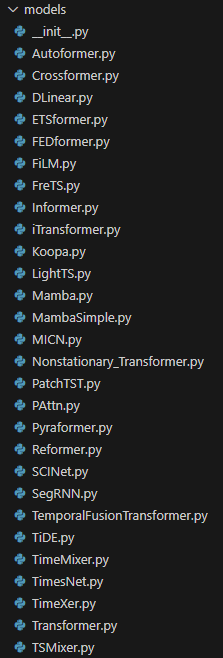 models
__init__.py
Autoformer.py
Crossformer.py
DLinear.py
ETSformer.py
FEDformer.py
FiLM.py
FreTS.py
Informer.py
iTransformer.py
Koopa.py
LightTS.py
Mamba.py
MambaSimple.py
MICN.py
Nonstationary_Transformer.py
PatchTST.py
PAttn.py
Pyraformer.py
Reformer.py
SCINet.py
SegRNN.py
TemporalFusionTransformer.py
TiDE.py
TimeMixer.py
TimesNet.py
TimeXer.py
Transformer.py
TSMixer.py